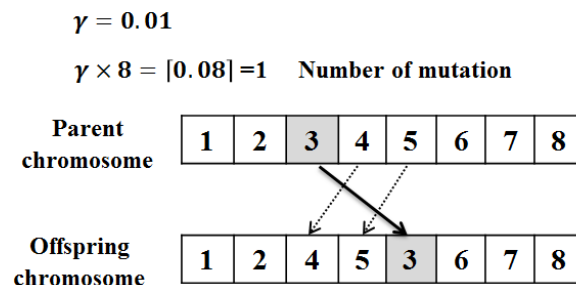 γ = 0.01
γ × 8 = ⌈0.08⌉ =1 Number of mutation
Parent chromosome 1 2 3 4 5 6 7 8
Offspring chromosome 1 2 4 5 3 6 7 8